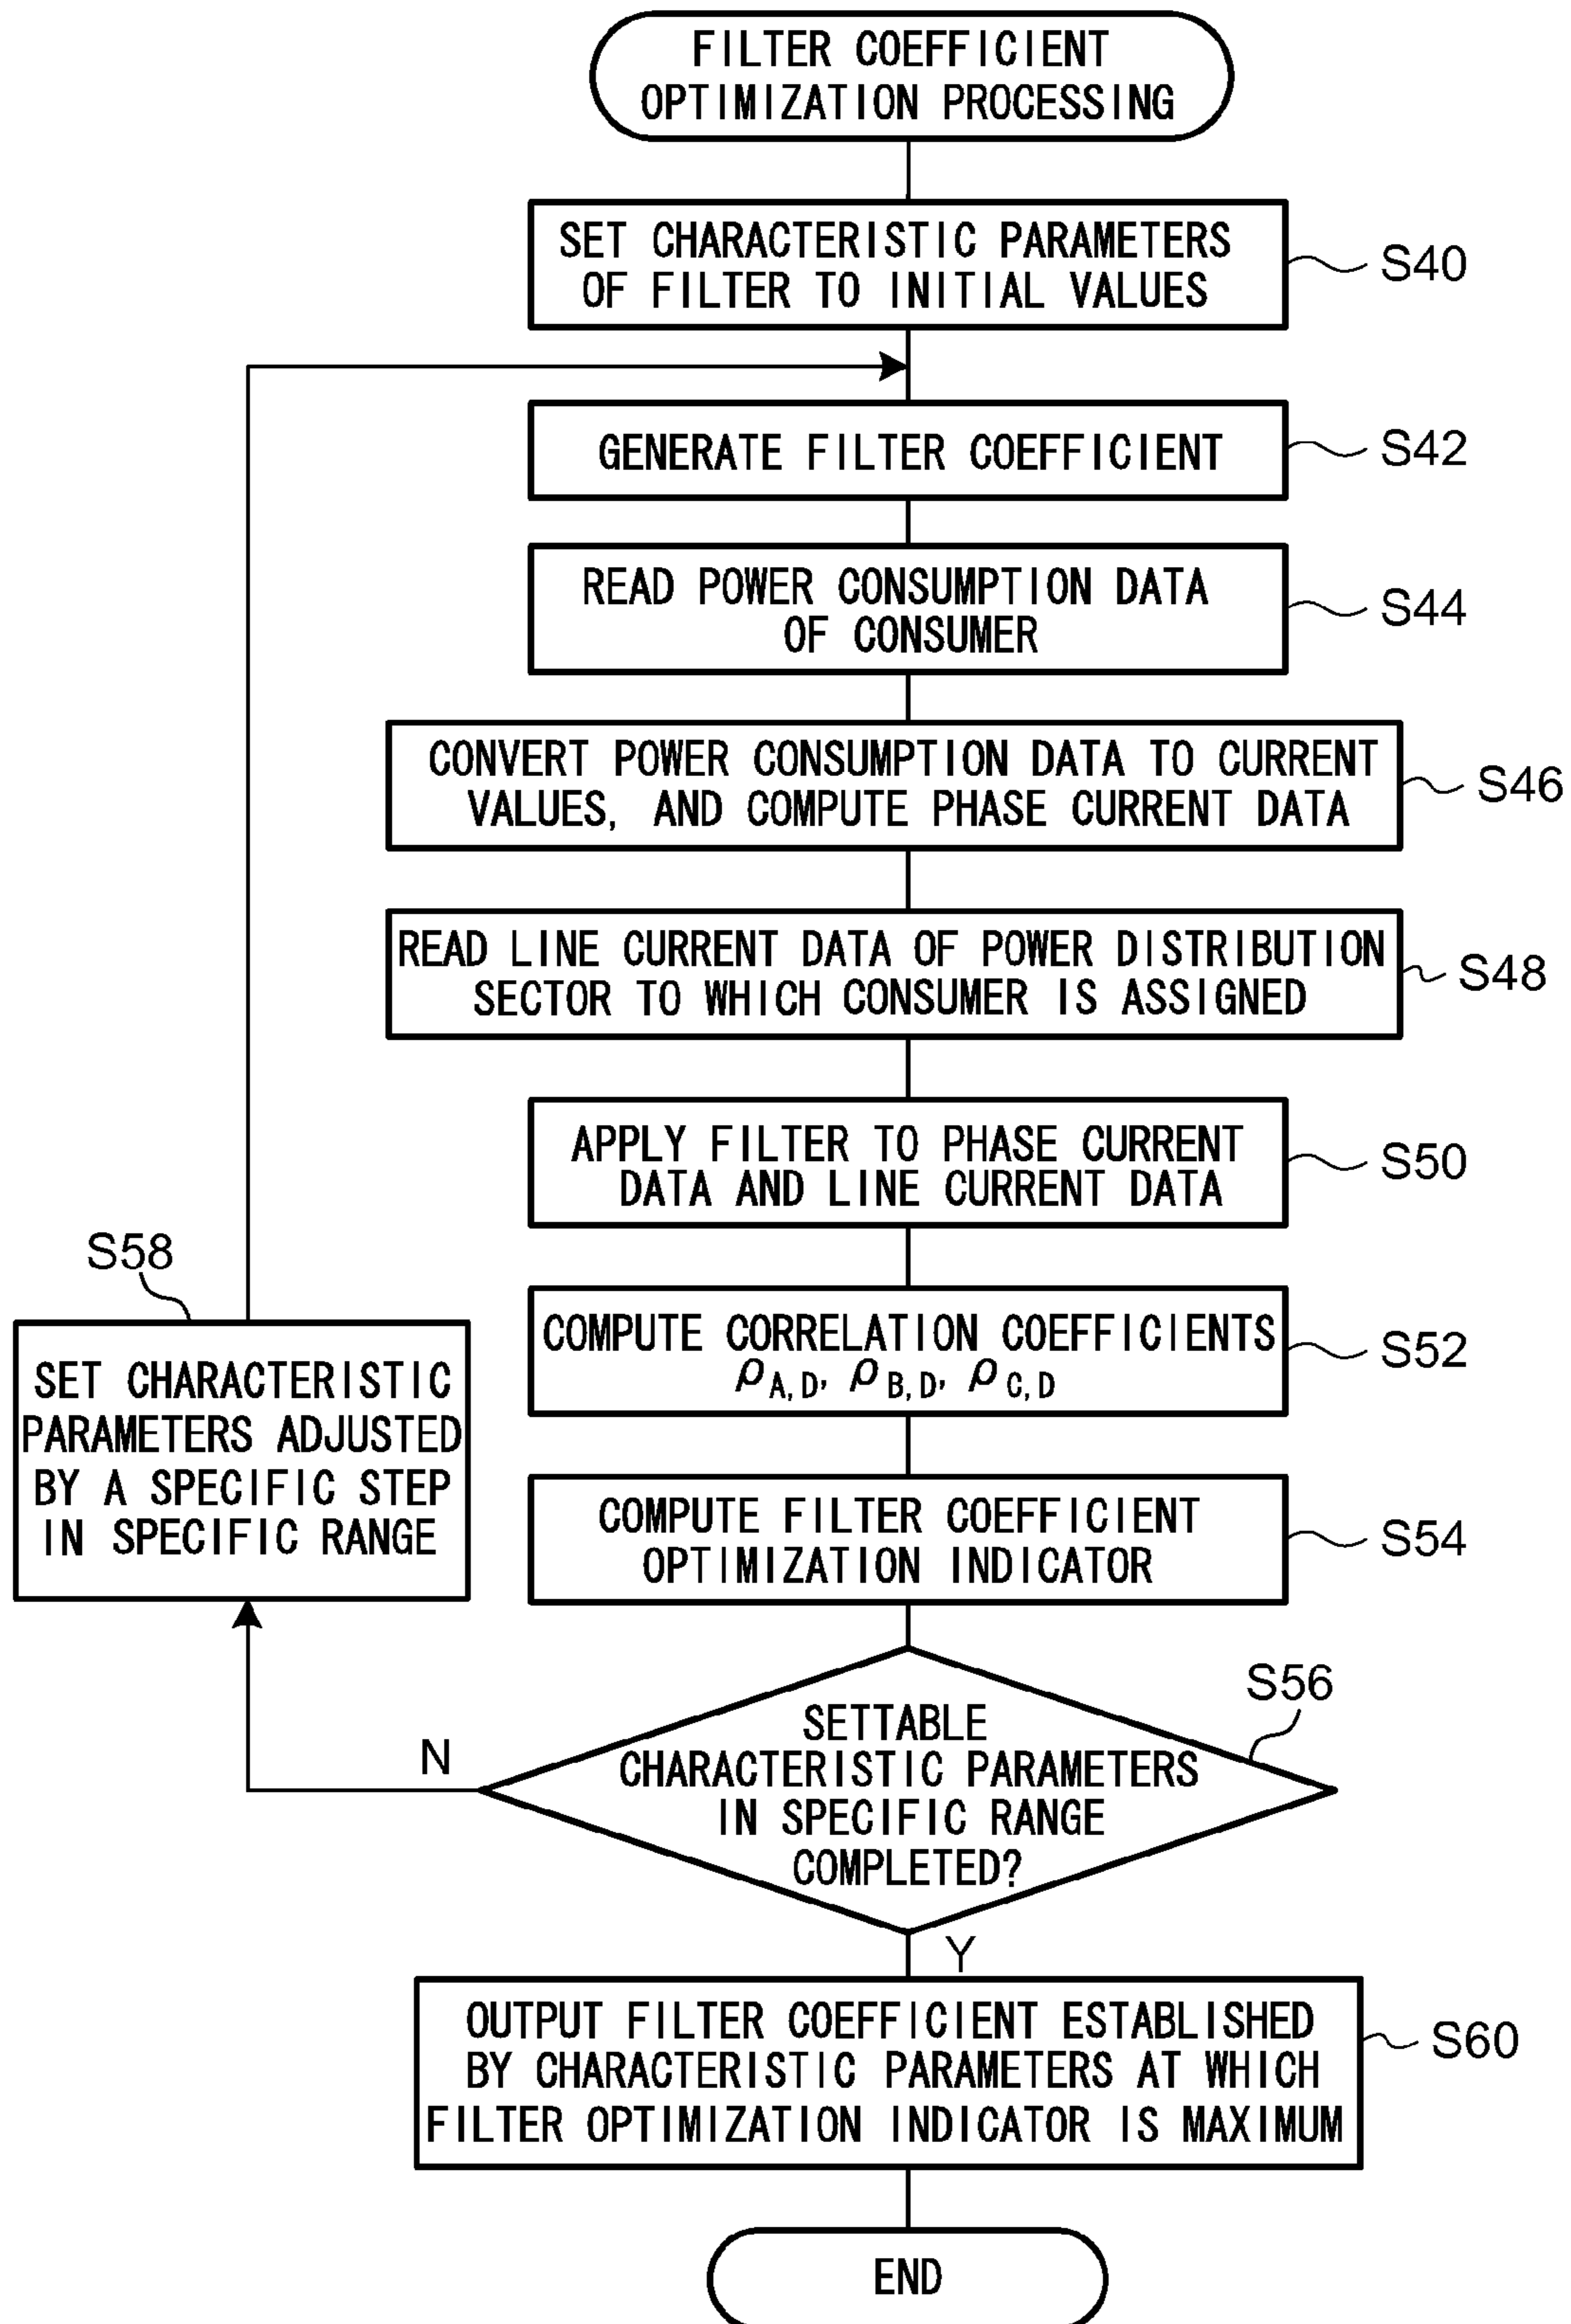 FILTER COEFFICIENT
OPTIMIZATION PROCESSING
SET CHARACTERISTIC PARAMETERS
OF FILTER TO INITIAL VALUES
S40
GENERATE FILTER COEFFICIENT
S42
READ POWER CONSUMPTION DATA
OF CONSUMER
S44
CONVERT POWER CONSUMPTION DATA TO CURRENT
VALUES, AND COMPUTE PHASE CURRENT DATA
S46
READ LINE CURRENT DATA OF POWER DISTRIBUTION
SECTOR TO WHICH CONSUMER IS ASSIGNED
S48
APPLY FILTER TO PHASE CURRENT
DATA AND LINE CURRENT DATA
S50
COMPUTE CORRELATION COEFFICIENTS
ρA,D, ρB,D, ρC,D
S52
COMPUTE FILTER COEFFICIENT
OPTIMIZATION INDICATOR
S54
SETTABLE
CHARACTERISTIC PARAMETERS
IN SPECIFIC RANGE
COMPLETED?
S56
N
S58
SET CHARACTERISTIC
PARAMETERS ADJUSTED
BY A SPECIFIC STEP
IN SPECIFIC RANGE
Y
OUTPUT FILTER COEFFICIENT ESTABLISHED
BY CHARACTERISTIC PARAMETERS AT WHICH
FILTER OPTIMIZATION INDICATOR IS MAXIMUM
S60
END